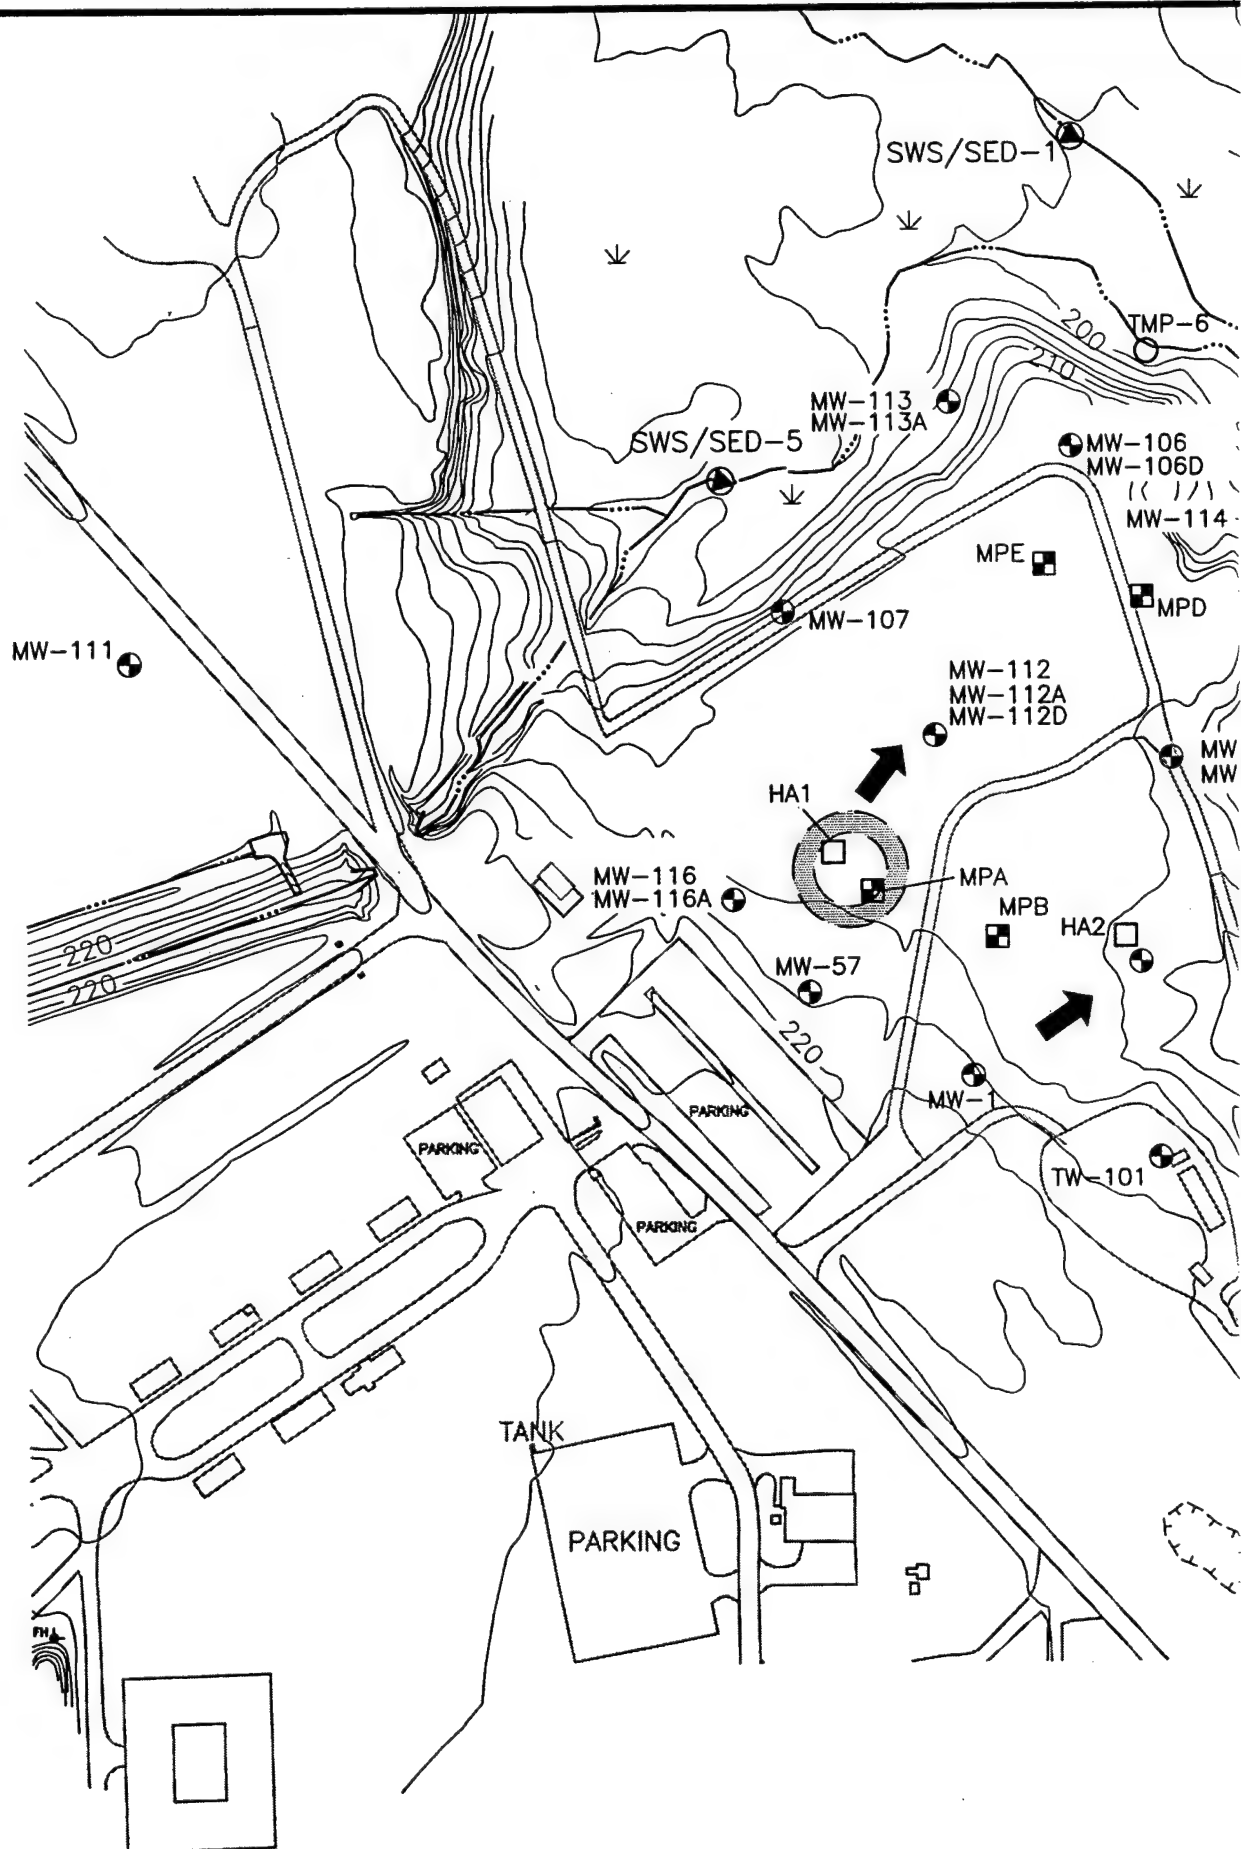 SWS/SED-1
200
TMP-6
210
MW-113
MW-113A
SWS/SED-5
MW-106
MW-106D
MW-114
MPE
MPD
MW-107
MW-111
MW-112
MW-112A
MW-112D
MW
MW
HA1
MW-116
MW-116A
MPA
MPB
HA2
220
220
MW-57
220
MW-1
PARKING
PARKING
TW-101
PARKING
TANK
PARKING
FH